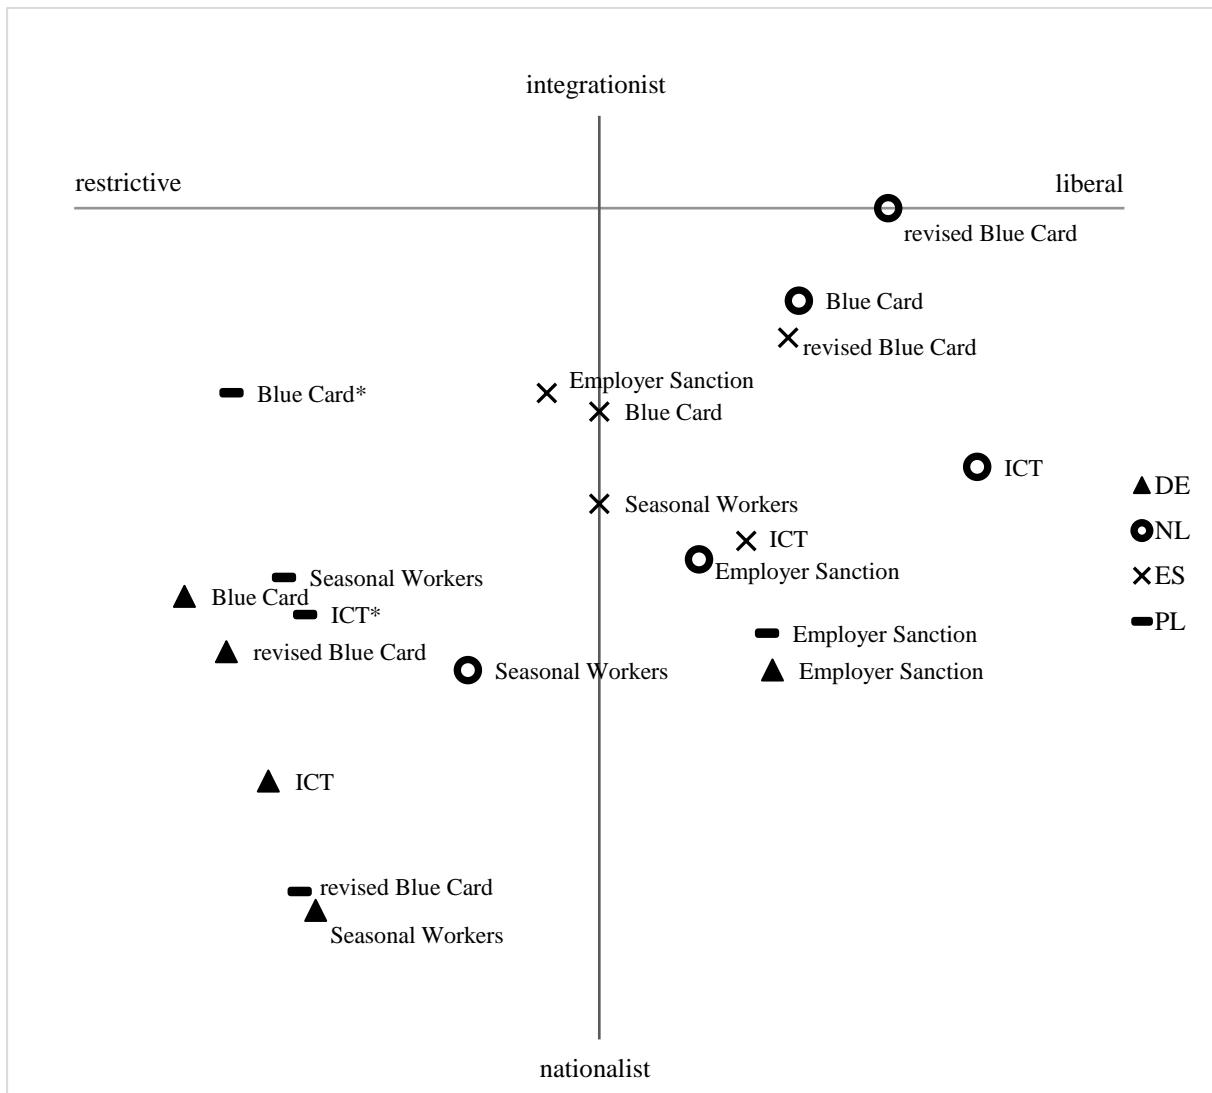 integrationist
restrictive
liberal
revised Blue Card
Blue Card
revised Blue Card
Employer Sanction
Blue Card*
Blue Card
ICT
DE
Seasonal Workers
NL
ICT
Employer Sanction
ES
Seasonal Workers
Blue Card
ICT*
PL
Employer Sanction
revised Blue Card
Seasonal Workers
Employer Sanction
ICT
revised Blue Card
Seasonal Workers
nationalist